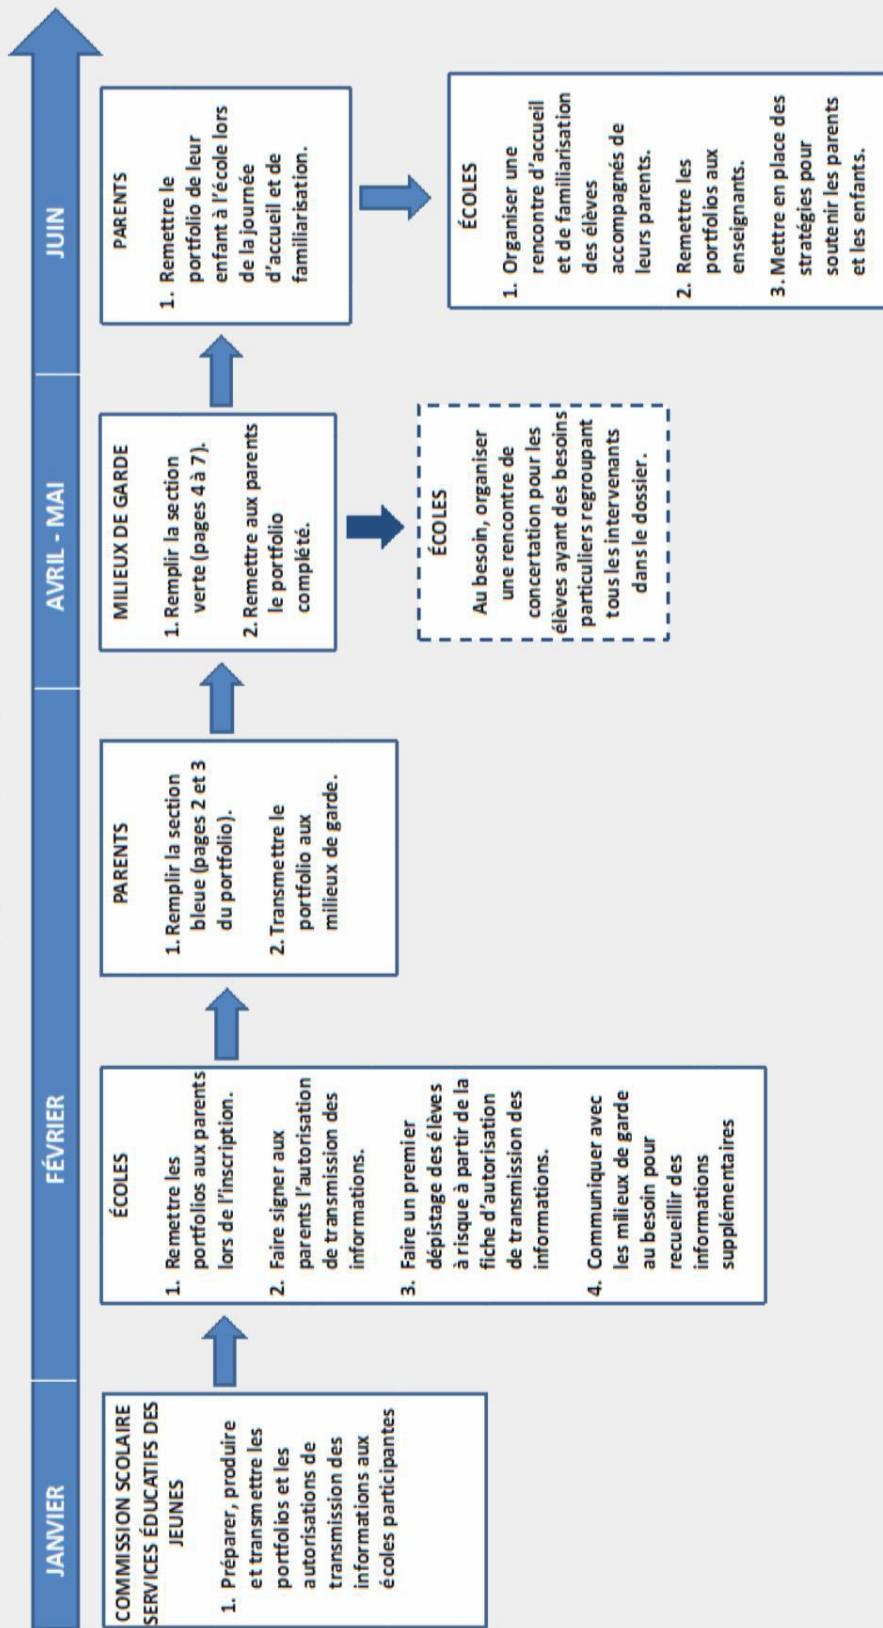 JANVIER
FÉVRIER
AVRIL - MAI
JUIN
COMMISSION SCOLAIRE
SERVICES ÉDUCATIFS DES
JEUNES
1. Préparer, produire
et transmettre les
portfolios et les
autorisations de
transmission des
informations aux
écoles participantes
ÉCOLES
1. Remettre les
portfolios aux parents
lors de l'inscription.
2. Faire signer aux
parents l'autorisation
de transmission des
informations.
3. Faire un premier
dépistage des élèves
à risque à partir de la
fiche d'autorisation
de transmission des
informations.
4. Communiquer avec
les milieux de garde
au besoin pour
recueillir des
informations
supplémentaires
PARENTS
1. Remplir la section
bleue (pages 2 et 3
du portfolio).
2. Transmettre le
portfolio aux
milieux de garde.
MILIEUX DE GARDE
1. Remplir la section
verte (pages 4 à 7).
2. Remettre aux parents
le portfolio
complété.
ÉCOLES
Au besoin, organiser
une rencontre de
concertation pour les
élèves ayant des besoins
particuliers regroupant
tous les intervenants
dans le dossier.
PARENTS
1. Remettre le
portfolio de leur
enfant à l'école lors
de la journée
d'accueil et de
familiarisation.
ÉCOLES
1. Organiser une
rencontre d'accueil
et de familiarisation
des élèves
accompagnés de
leurs parents.
2. Remettre les
portfolios aux
enseignants.
3. Mettre en place des
stratégies pour
soutenir les parents
et les enfants.